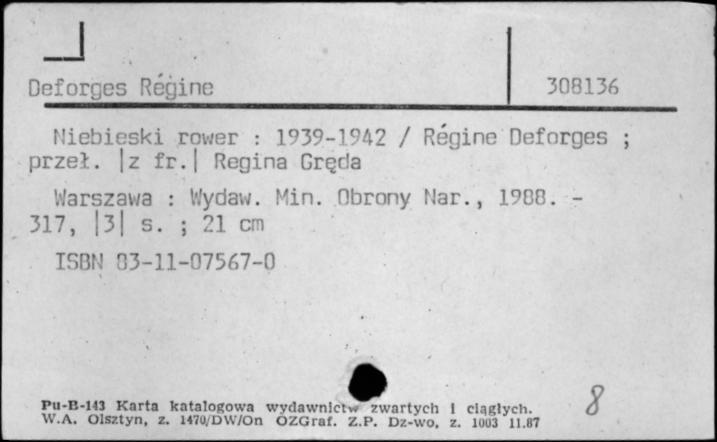 Deforges Régine 308136
Niebieski rower : 1939-1942 / Régine Deforges ;
przeł. |z fr.| Regina Gręda
Warszawa : Wydaw. Min. Obrony Nar., 1988. -
317, |3| s. ; 21 cm
ISBN 83-11-07567-0
8
Pu-B-143 Karta katalogowa wydawnictw zwartych i ciągłych.
W.A. Olsztyn, z. 1470/DW/On OZGraf. Z.P. Dz-wo, z. 1003 11.87